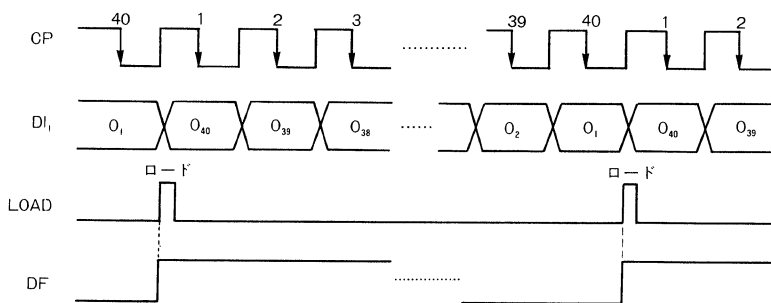 40 1 2 3 39 40 1 2
CP
DI₁ O₁ O₄₀ O₃₉ O₃₈ O₂ O₁ O₄₀ O₃₉
ロード ロード
LOAD
DF